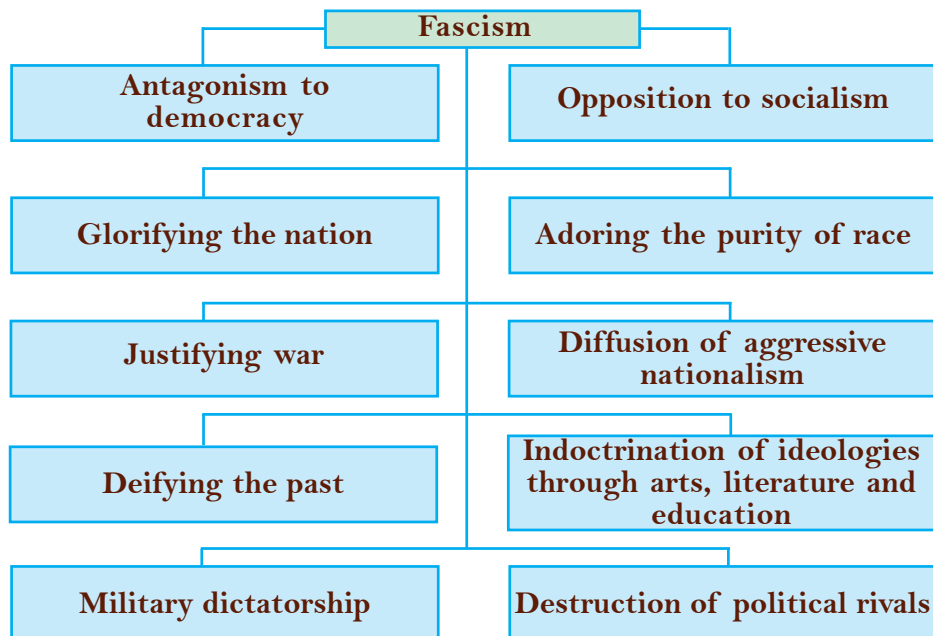 Fascism
Antagonism to
democracy
Opposition to socialism
Glorifying the nation
Adoring the purity of race
Justifying war
Diffusion of aggressive
nationalism
Deifying the past
Indoctrination of ideologies
through arts, literature and
education
Military dictatorship
Destruction of political rivals